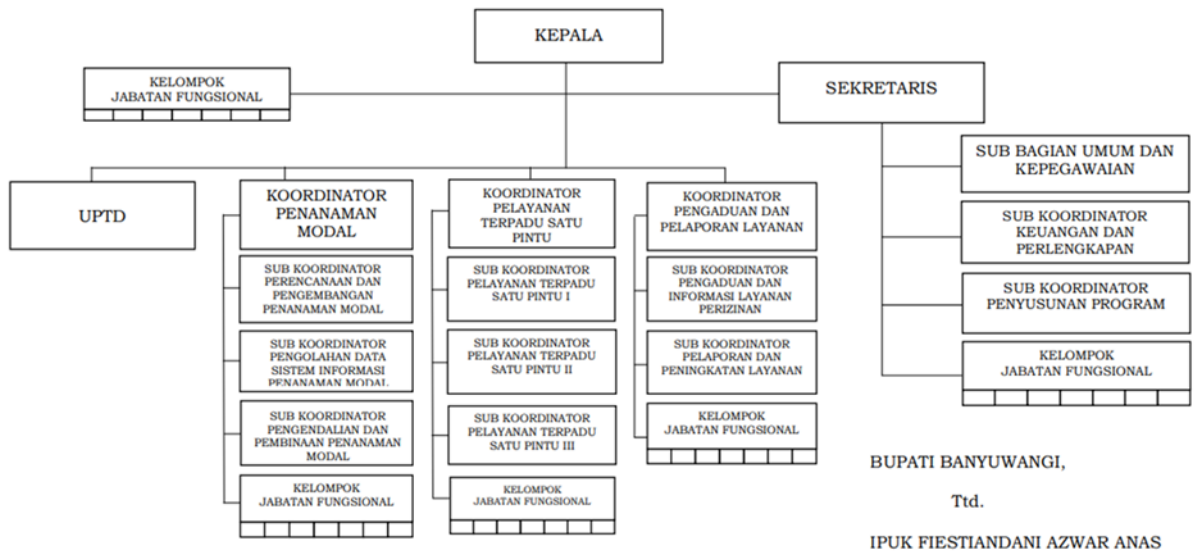 KEPALA
KELOMPOK
JABATAN FUNGSIONAL
SEKRETARIS
SUB BAGIAN UMUM DAN
KEPEGAWAIAN
SUB KOORDINATOR
KEUANGAN DAN
PERLENGKAPAN
SUB KOORDINATOR
PENYUSUNAN PROGRAM
KELOMPOK
JABATAN FUNGSIONAL
UPTD
KOORDINATOR
PENANAMAN
MODAL
SUB KOORDINATOR
PERENCANAAN DAN
PENGEMBANGAN
PENANAMAN MODAL
SUB KOORDINATOR
PENGOLAHAN DATA
SISTEM INFORMASI
PENANAMAN MODAL
SUB KOORDINATOR
PENGENDALIAN DAN
PEMBINAAN PENANAMAN
MODAL
KELOMPOK
JABATAN FUNGSIONAL
KOORDINATOR
PELAYANAN
TERPADU SATU
PINTU
SUB KOORDINATOR
PELAYANAN TERPADU
SATU PINTU I
SUB KOORDINATOR
PELAYANAN TERPADU
SATU PINTU II
SUB KOORDINATOR
PELAYANAN TERPADU
SATU PINTU III
KELOMPOK
JABATAN FUNGSIONAL
KOORDINATOR
PENGADUAN DAN
PELAPORAN LAYANAN
SUB KOORDINATOR
PENGADUAN DAN
INFORMASI LAYANAN
PERIZINAN
SUB KOORDINATOR
PELAPORAN DAN
PENINGKATAN LAYANAN
KELOMPOK
JABATAN FUNGSIONAL
BUPATI BANYUWANGI,
Ttd.
IPUK FIESTIANDANI AZWAR ANAS